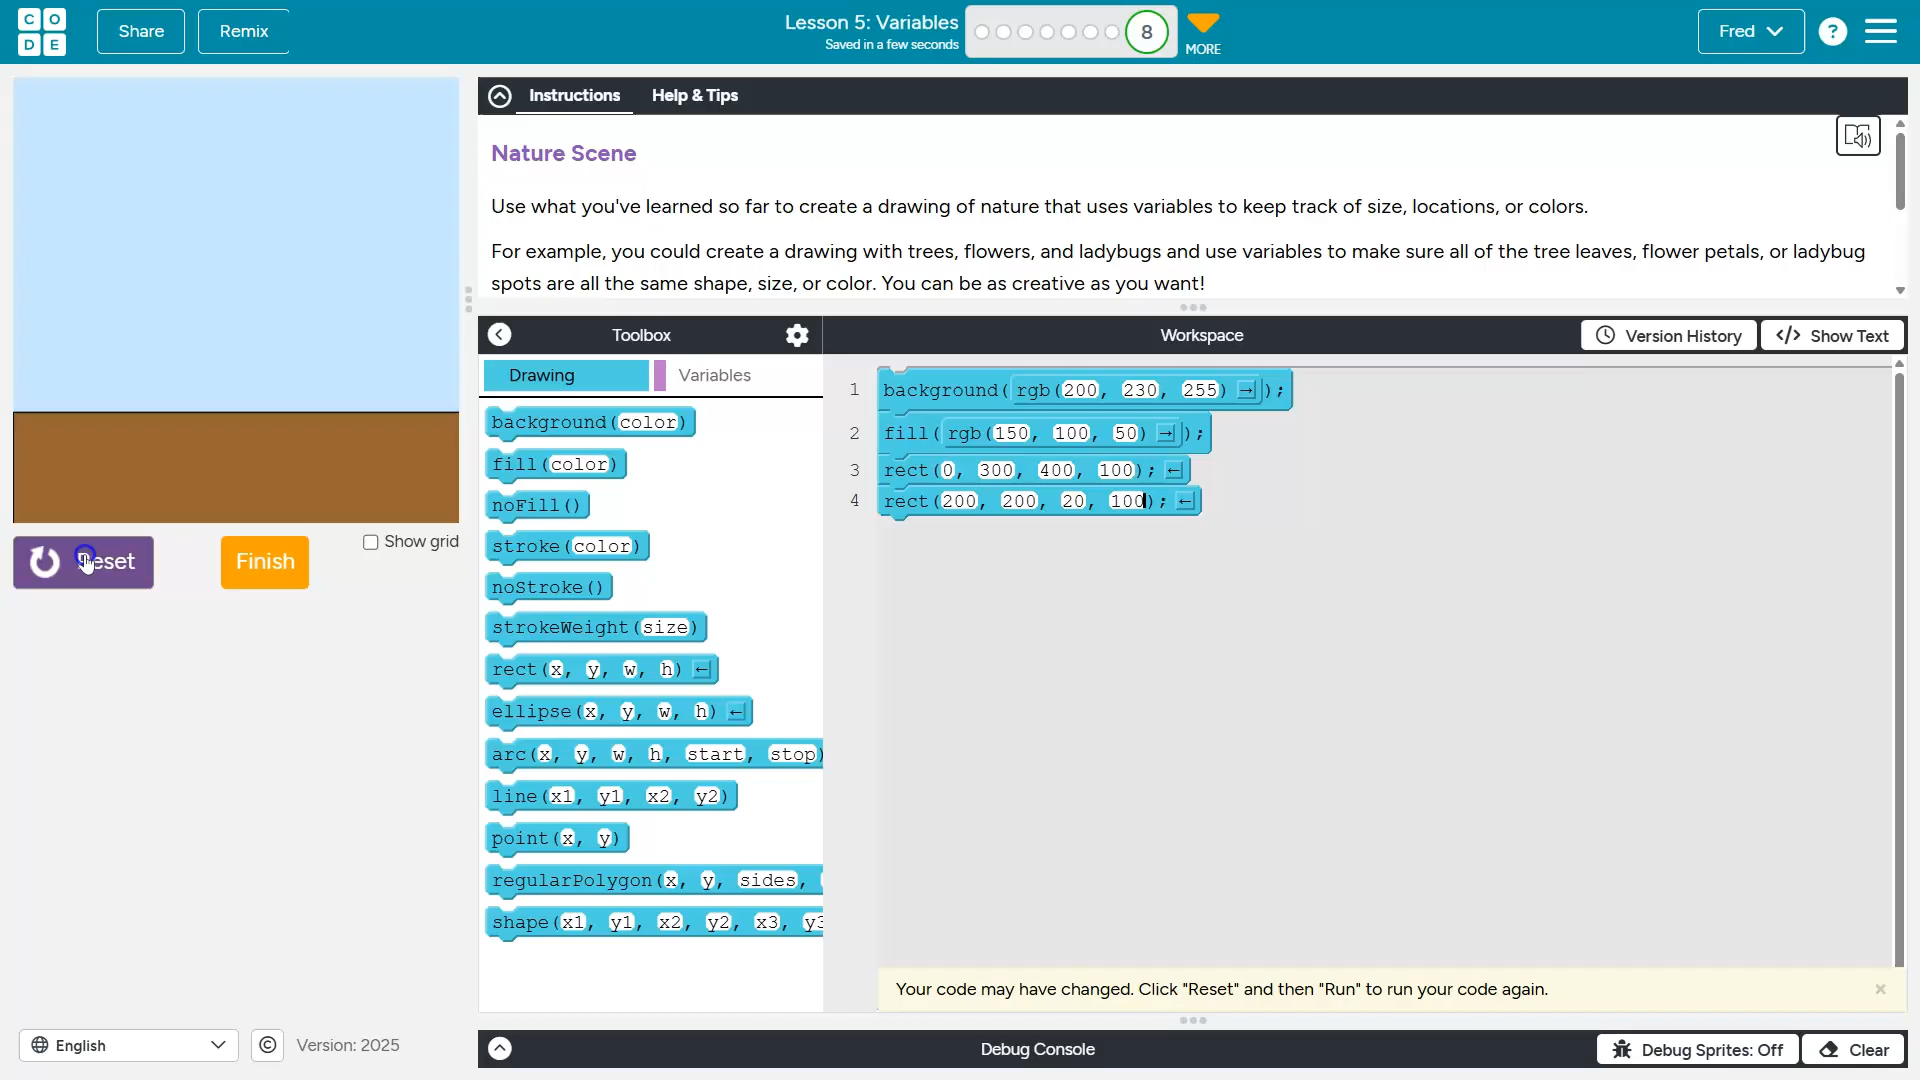 CODE
Share
Remix
Lesson 5: Variables
Saved in a few seconds
8
MORE
Fred
?
Instructions
Help & Tips
Nature Scene
Use what you've learned so far to create a drawing of nature that uses variables to keep track of size, locations, or colors.
For example, you could create a drawing with trees, flowers, and ladybugs and use variables to make sure all of the tree leaves, flower petals, or ladybug
spots are all the same shape, size, or color. You can be as creative as you want!
Toolbox
Workspace
Version History
</> Show Text
Drawing
Variables
background(color)
fill(color)
noFill()
stroke(color)
noStroke()
strokeWeight(size)
rect(x, y, w, h) ←
ellipse(x, y, w, h) ←
arc(x, y, w, h, start, stop)
line(x1, y1, x2, y2)
point(x, y)
regularPolygon(x, y, sides,
shape(x1, y1, x2, y2, x3, y3
1 background(rgb(200, 230, 255) →);
2 fill(rgb(150, 100, 50) →);
3 rect(0, 300, 400, 100); ←
4 rect(200, 200, 20, 100); ←
Reset
Finish
Show grid
Your code may have changed. Click "Reset" and then "Run" to run your code again.
×
English
©
Version: 2025
Debug Console
Debug Sprites: Off
Clear